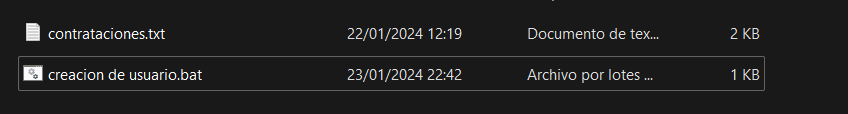 contrataciones.txt 22/01/2024 12:19 Documento de tex... 2 KB
creacion de usuario.bat 23/01/2024 22:42 Archivo por lotes ... 1 KB